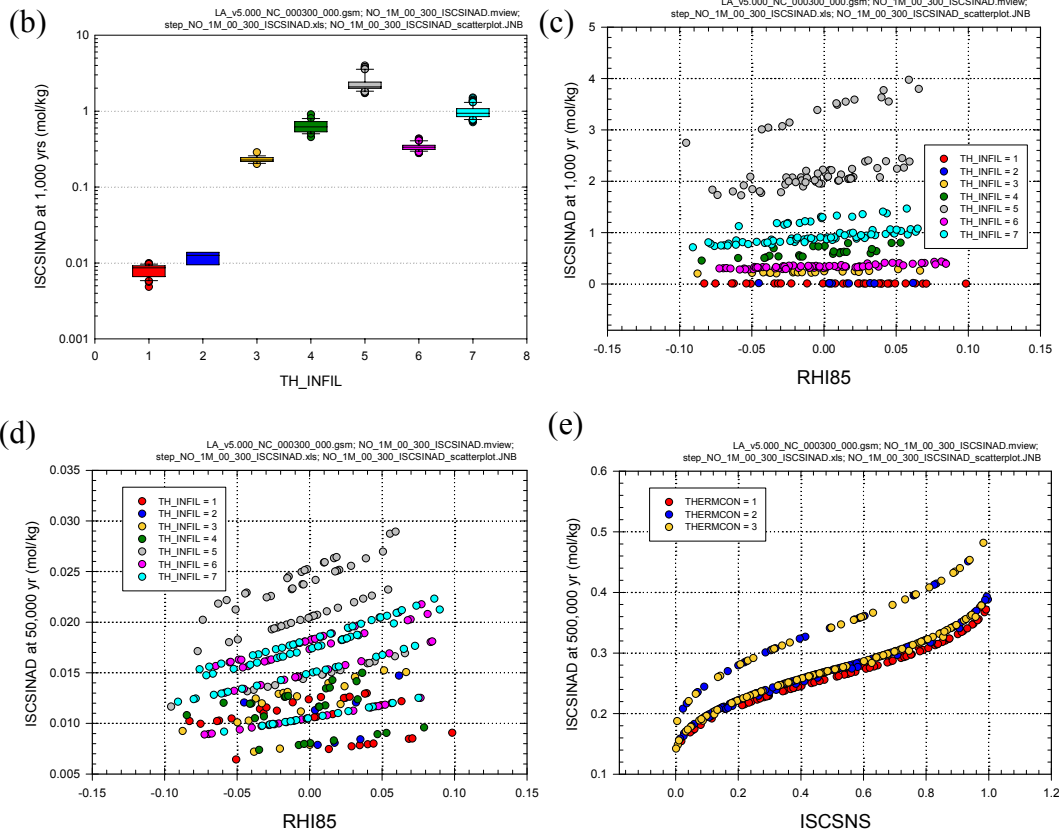 (b)
LA_v5.000_NC_000300_000.gsm; NO_1M_00_300_ISCSINAD.mview;
step_NO_1M_00_300_ISCSINAD.xls; NO_1M_00_300_ISCSINAD_scatterplot.JNB
ISCSINAD at 1,000 yrs (mol/kg)
10
1
0.1
0.01
0.001
0 1 2 3 4 5 6 7 8
TH_INFIL
(c)
LA_v5.000_NC_000300_000.gsm; NO_1M_00_300_ISCSINAD.mview;
step_NO_1M_00_300_ISCSINAD.xls; NO_1M_00_300_ISCSINAD_scatterplot.JNB
ISCSINAD at 1,000 yr (mol/kg)
5
4
3
2
1
0
TH_INFIL = 1
TH_INFIL = 2
TH_INFIL = 3
TH_INFIL = 4
TH_INFIL = 5
TH_INFIL = 6
TH_INFIL = 7
-0.15 -0.10 -0.05 0.00 0.05 0.10 0.15
RHI85
(d)
LA_v5.000_NC_000300_000.gsm; NO_1M_00_300_ISCSINAD.mview;
step_NO_1M_00_300_ISCSINAD.xls; NO_1M_00_300_ISCSINAD_scatterplot.JNB
ISCSINAD at 50,000 yr (mol/kg)
0.035
0.030
0.025
0.020
0.015
0.010
0.005
TH_INFIL = 1
TH_INFIL = 2
TH_INFIL = 3
TH_INFIL = 4
TH_INFIL = 5
TH_INFIL = 6
TH_INFIL = 7
-0.15 -0.10 -0.05 0.00 0.05 0.10 0.15
RHI85
(e)
LA_v5.000_NC_000300_000.gsm; NO_1M_00_300_ISCSINAD.mview;
step_NO_1M_00_300_ISCSINAD.xls; NO_1M_00_300_ISCSINAD_scatterplot.JNB
ISCSINAD at 500,000 yr (mol/kg)
0.6
0.5
0.4
0.3
0.2
0.1
THERMCON = 1
THERMCON = 2
THERMCON = 3
0.0 0.2 0.4 0.6 0.8 1.0 1.2
ISCSNS